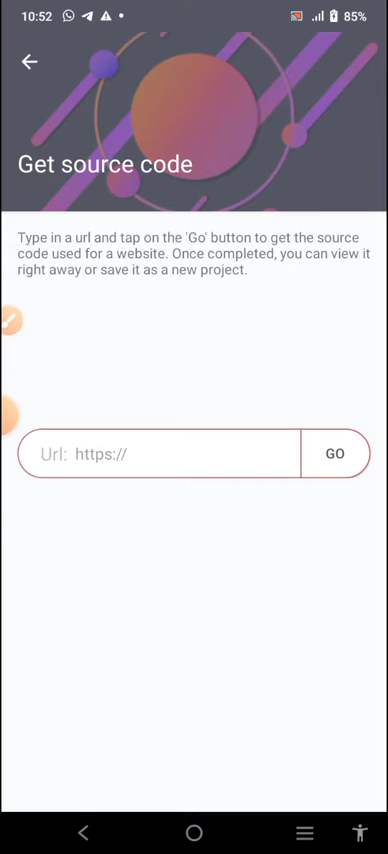 10:52
85%
Get source code
Type in a url and tap on the 'Go' button to get the source
code used for a website. Once completed, you can view it
right away or save it as a new project.
Url: https://
GO